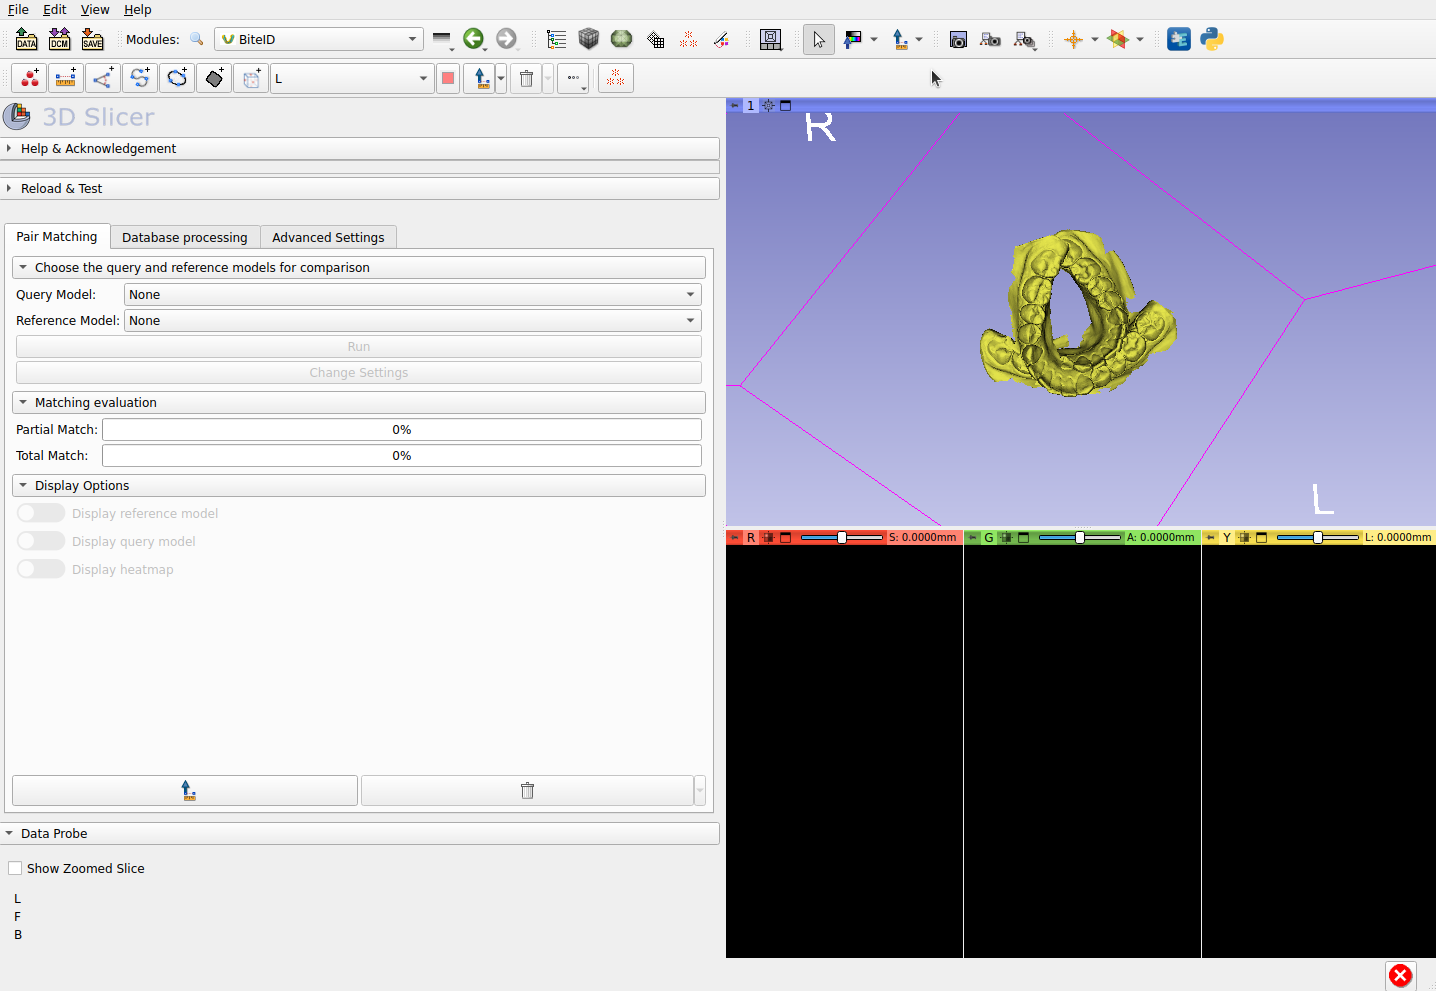 File Edit View Help
DATA DCM SAVE Modules: BiteID
L
3D Slicer
Help & Acknowledgement
Reload & Test
Pair Matching Database processing Advanced Settings
Choose the query and reference models for comparison
Query Model: None
Reference Model: None
Run
Change Settings
Matching evaluation
Partial Match: 0%
Total Match: 0%
Display Options
Display reference model
Display query model
Display heatmap
Data Probe
Show Zoomed Slice
L
F
B
1
R
L
R S: 0.0000mm G A: 0.0000mm Y L: 0.0000mm